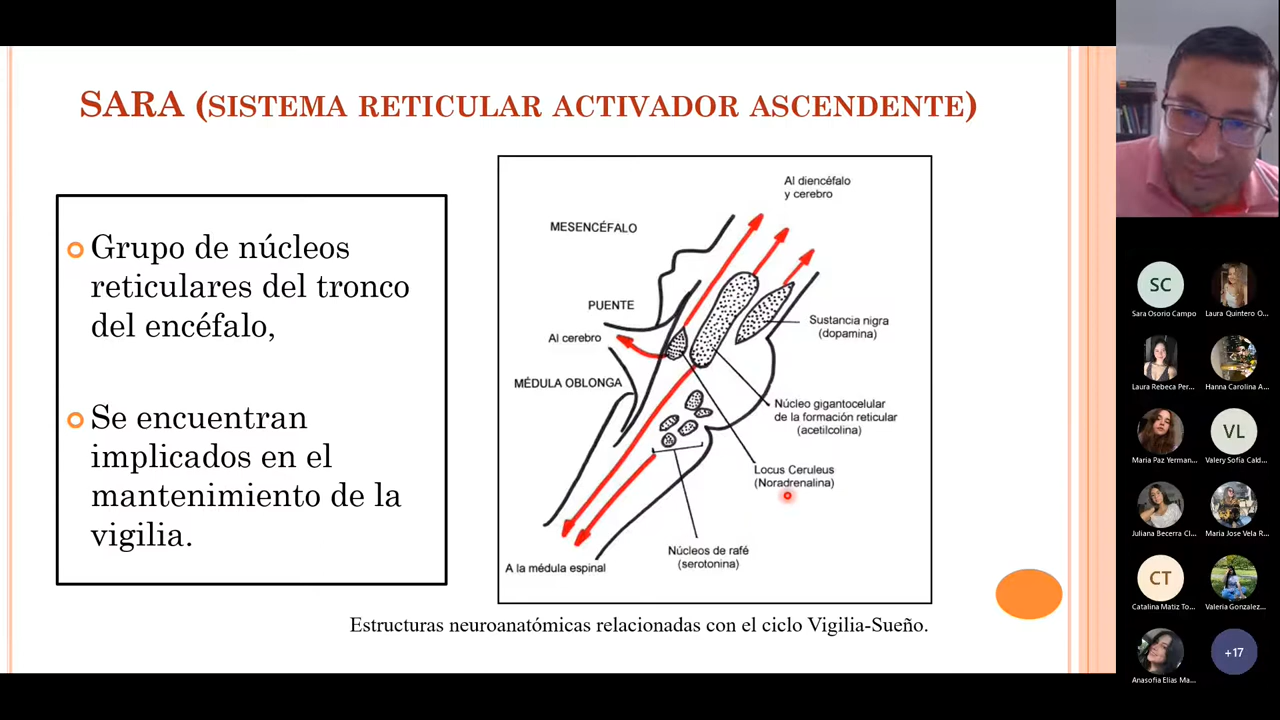 SARA (SISTEMA RETICULAR ACTIVADOR ASCENDENTE)
Grupo de núcleos
reticulares del tronco
del encéfalo,
Se encuentran
implicados en el
mantenimiento de la
vigilia.
Al diencéfalo
y cerebro
MESENCÉFALO
PUENTE
Al cerebro
MÉDULA OBLONGA
Sustancia nigra
(dopamina)
Núcleo gigantocelular
de la formación reticular
(acetilcolina)
Locus Ceruleus
(Noradrenalina)
Núcleos de rafé
(serotonina)
A la médula espinal
Estructuras neuroanatómicas relacionadas con el ciclo Vigilia-Sueño.
SC
Sara Osorio Campo
Laura Quintero O...
Laura Rebeca Per...
Hanna Carolina A...
VL
Maria Paz Yerman...
Valery Sofia Cald...
Juliana Becerra Cl...
Maria Jose Vela R...
CT
Catalina Matiz To...
Valeria Gonzalez...
+17
Anasofia Elias Ma...